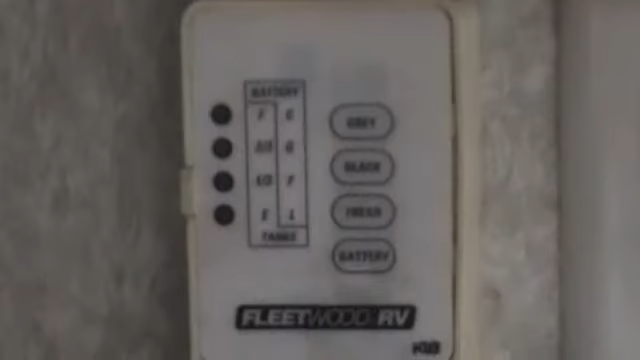 BATTERY
F G
2/3 G
1/3 F
E L
TANKS
GREY
BLACK
FRESH
BATTERY
FLEETWOOD RV